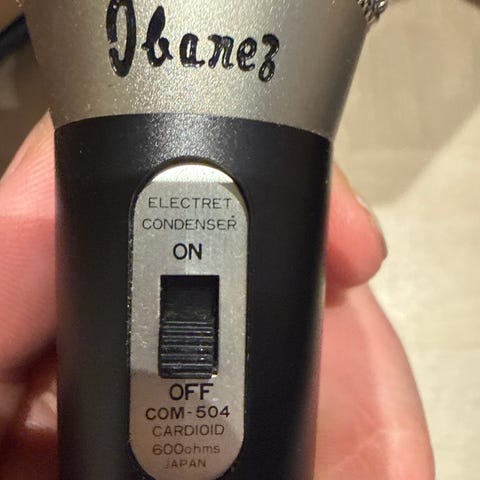 Ibanez
ELECTRET
CONDENSER
ON
OFF
COM-504
CARDIOID
600ohms
JAPAN